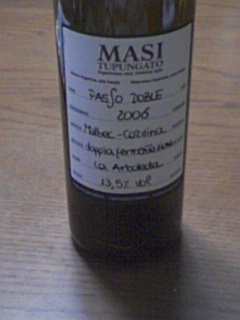 MASI
TUPUNGATO
PASSO DOBLE
2006
Malbec-Corvina
doppia fermentazione
La Arboleda
13,5% vol